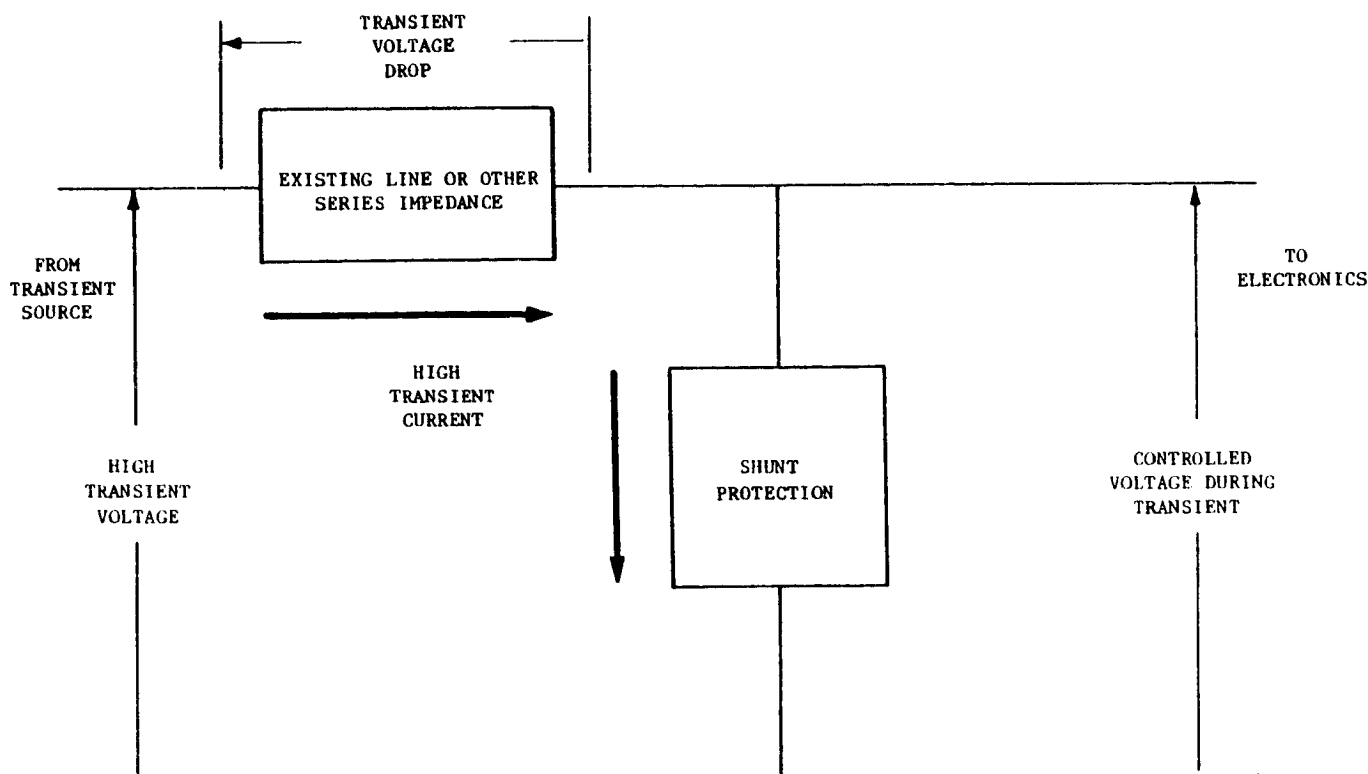 TRANSIENT
VOLTAGE
DROP
EXISTING LINE OR OTHER
SERIES IMPEDANCE
FROM
TRANSIENT
SOURCE
TO
ELECTRONICS
HIGH
TRANSIENT
CURRENT
HIGH
TRANSIENT
VOLTAGE
SHUNT
PROTECTION
CONTROLLED
VOLTAGE DURING
TRANSIENT